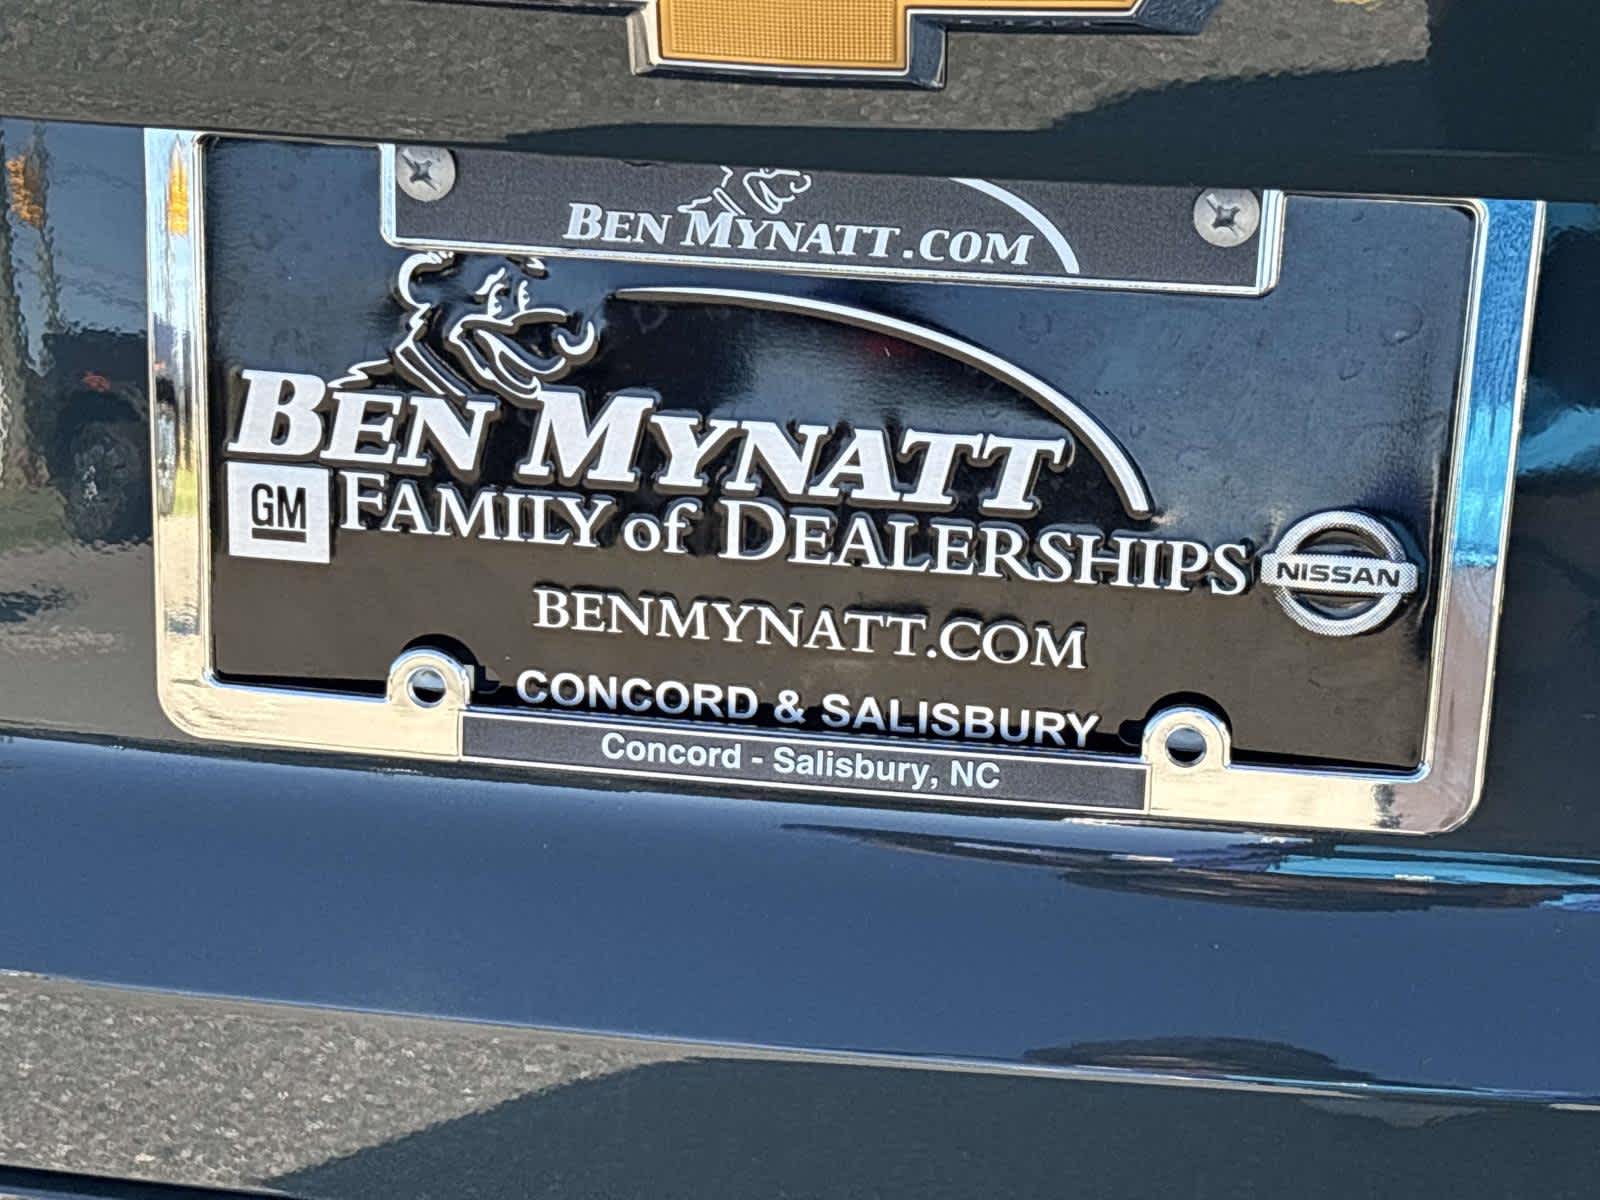 BEN MYNATT.COM
BEN MYNATT
GM
FAMILY of DEALERSHIPS
NISSAN
BENMYNATT.COM
CONCORD & SALISBURY
Concord - Salisbury, NC